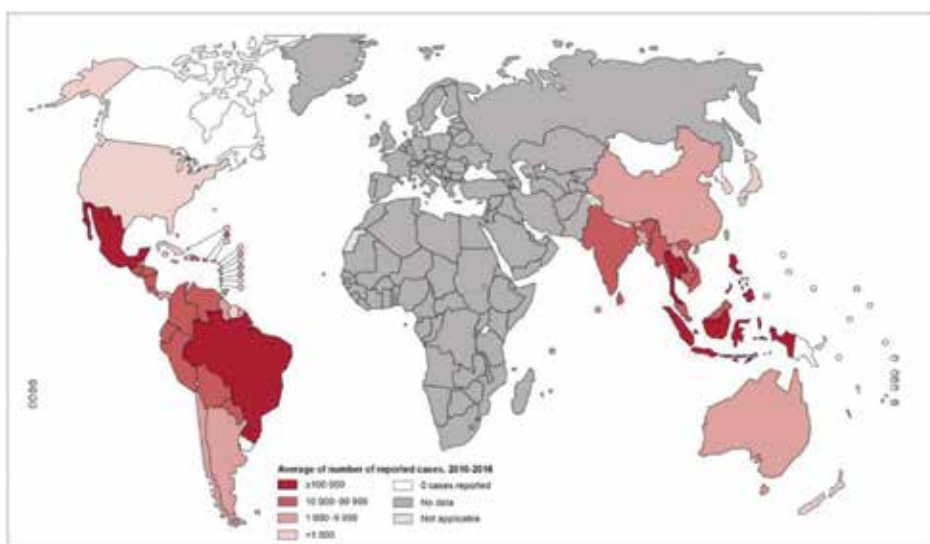 Average of number of reported cases. 2010-2016
≥100 000
10 000–99 999
1 000–9 999
<1 000
0 cases reported
No data
Not applicable